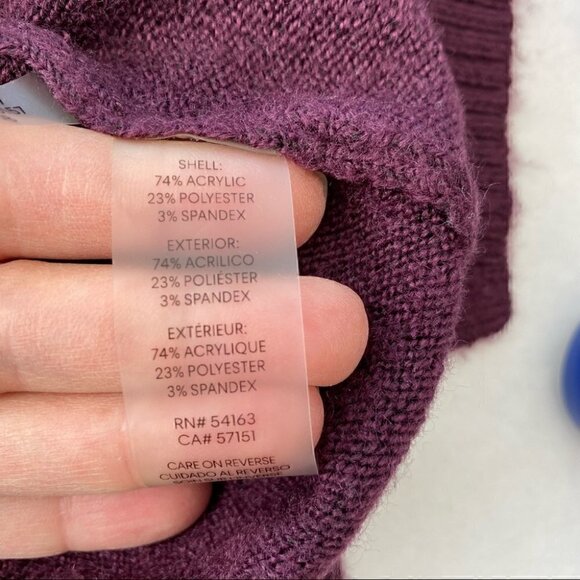 SHELL:
74% ACRYLIC
23% POLYESTER
3% SPANDEX
EXTERIOR:
74% ACRILICO
23% POLIÉSTER
3% SPANDEX
EXTÉRIEUR:
74% ACRYLIQUE
23% POLYESTER
3% SPANDEX
RN# 54163
CA# 57151
CARE ON REVERSE
CUIDADO AL REVERSO